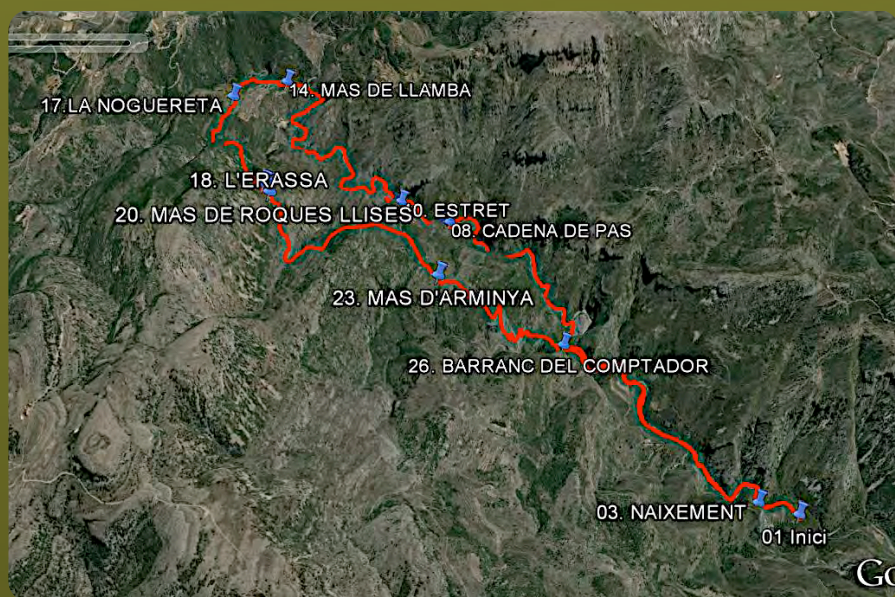 14. MAS DE LLAMBA
17.LA NOGUERETA
18. L'ERASSA
20. MAS DE ROQUES LLISES
0. ESTRET
08. CADENA DE PAS
23. MAS D'ARMINYA
26. BARRANC DEL COMPTADOR
03. NAIXEMENT
01 Inici
Go